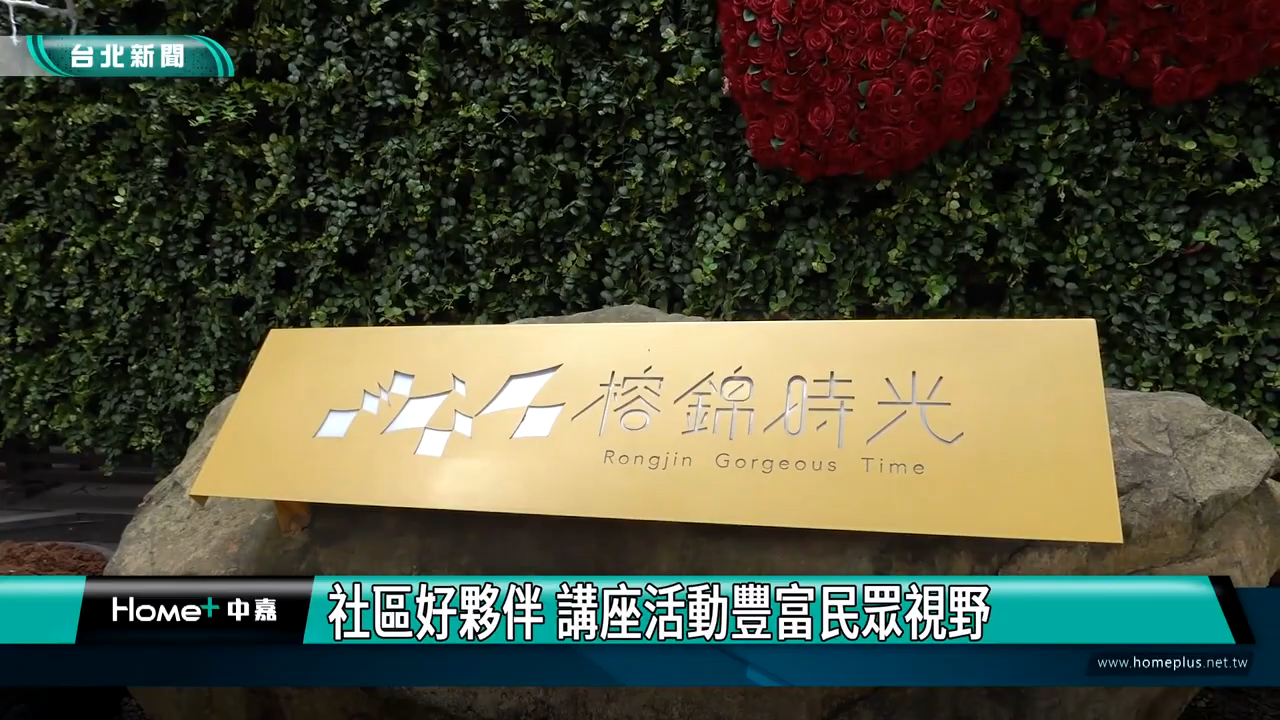 台北新聞
榕錦時光
Rongjin Gorgeous Time
Home+中嘉
社區好夥伴 講座活動豐富民眾視野
www.homeplus.net.tw